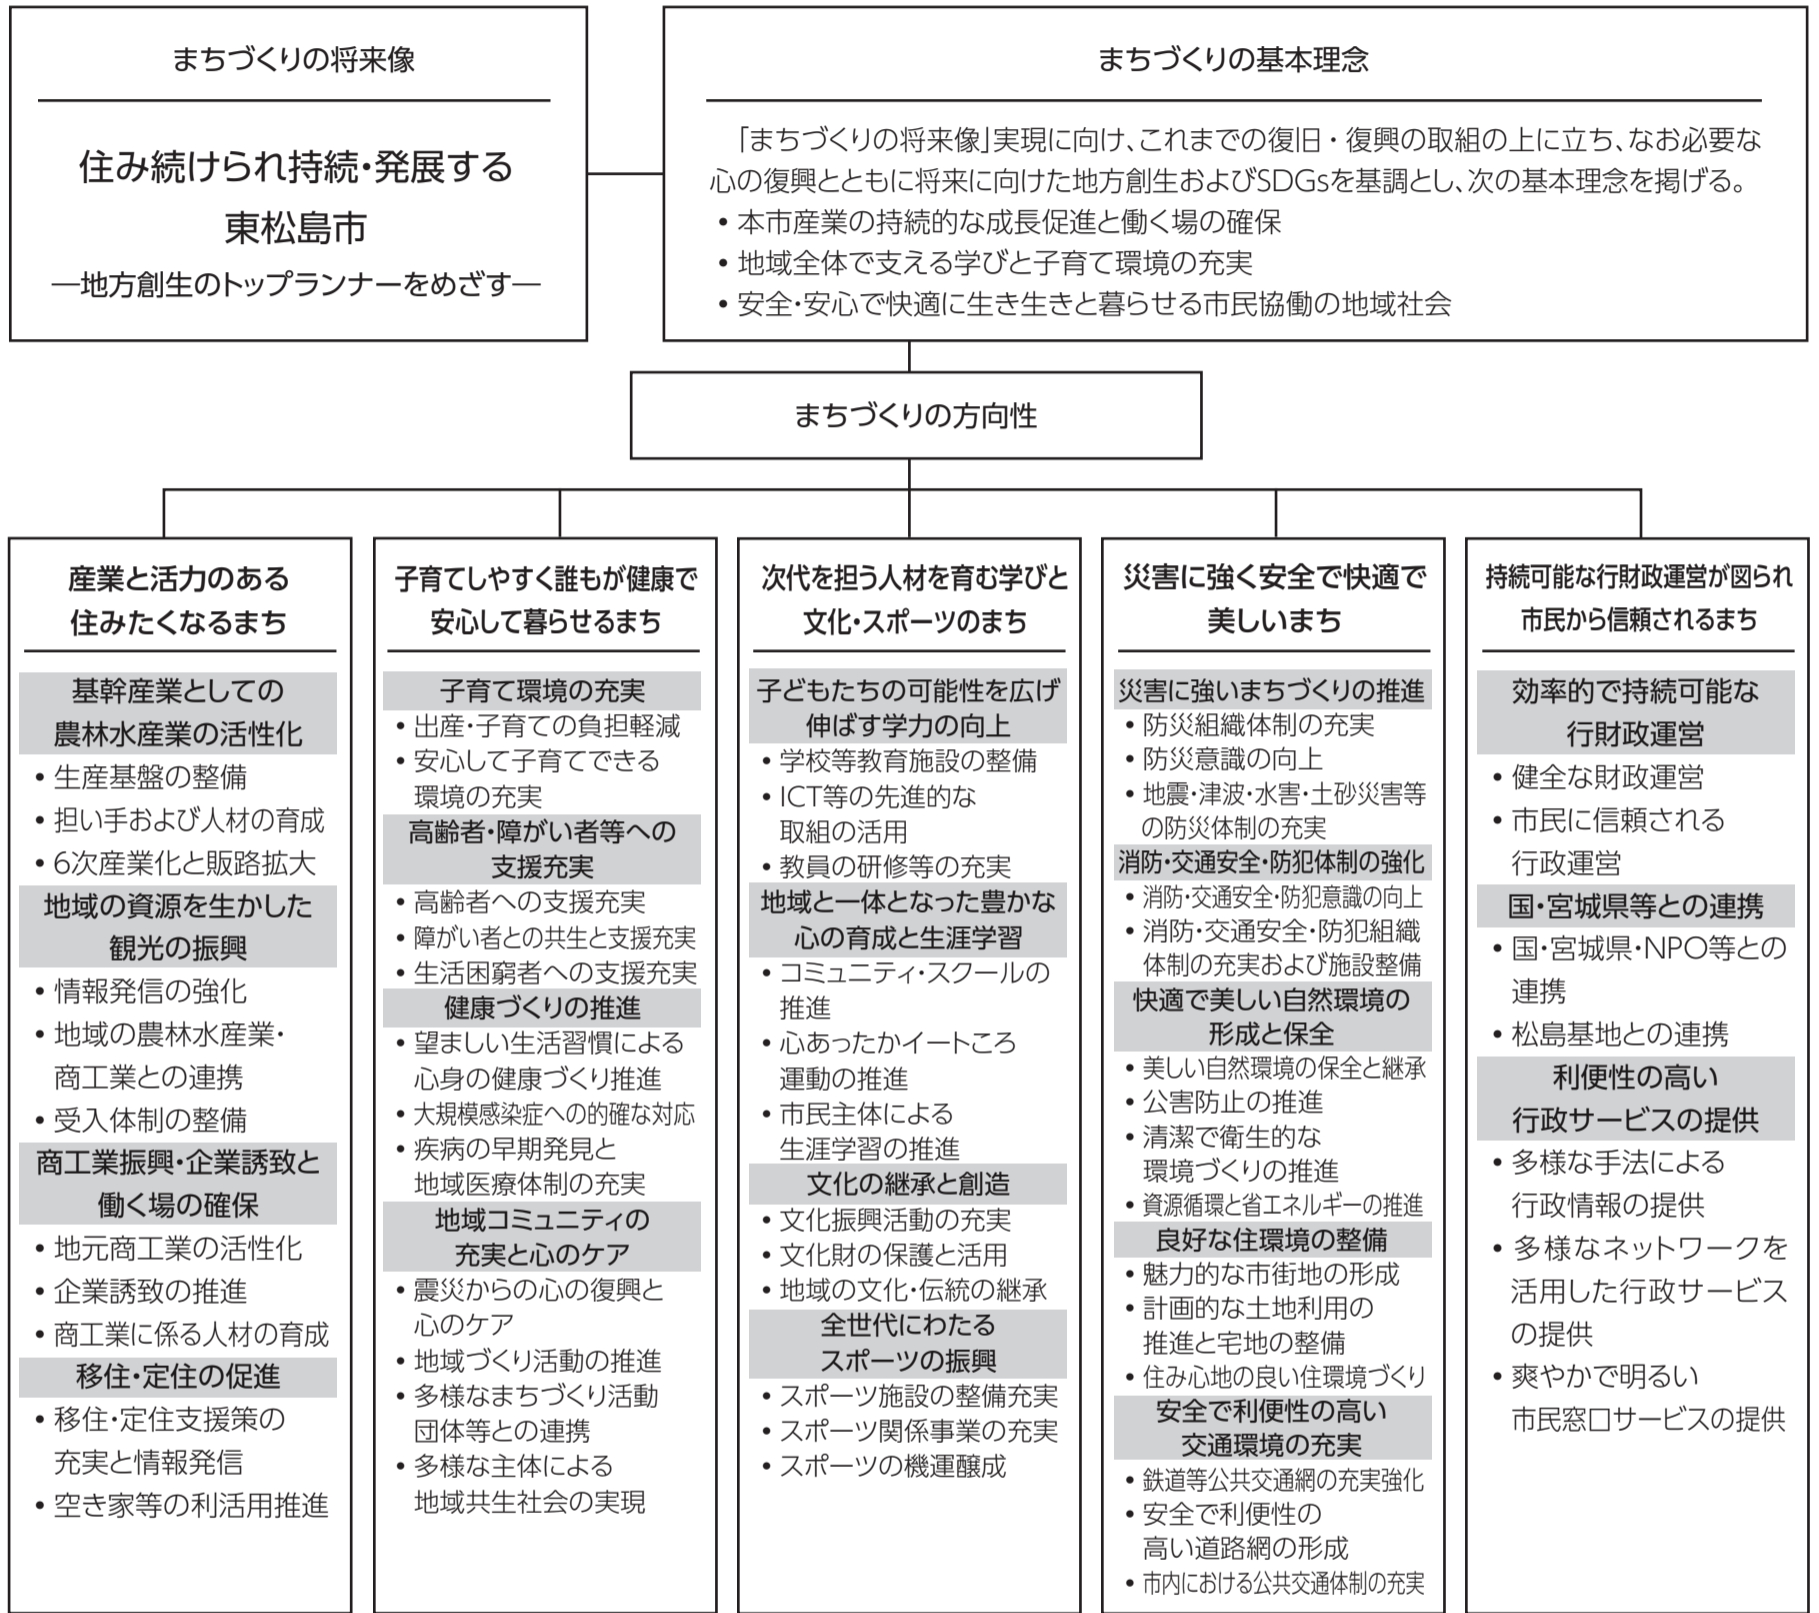 まちづくりの将来像
住み続けられ持続・発展する
東松島市
―地方創生のトップランナーをめざす―
まちづくりの基本理念
「まちづくりの将来像」実現に向け、これまでの復旧・復興の取組の上に立ち、なお必要な
心の復興とともに将来に向けた地方創生およびSDGsを基調とし、次の基本理念を掲げる。
• 本市産業の持続的な成長促進と働く場の確保
• 地域全体で支える学びと子育て環境の充実
• 安全・安心で快適に生き生きと暮らせる市民協働の地域社会
まちづくりの方向性
産業と活力のある
住みたくなるまち
基幹産業としての
農林水産業の活性化
• 生産基盤の整備
• 担い手および人材の育成
• 6次産業化と販路拡大
地域の資源を生かした
観光の振興
• 情報発信の強化
• 地域の農林水産業・
商工業との連携
• 受入体制の整備
商工業振興・企業誘致と
働く場の確保
• 地元商工業の活性化
• 企業誘致の推進
• 商工業に係る人材の育成
移住・定住の促進
• 移住・定住支援策の
充実と情報発信
• 空き家等の利活用推進
子育てしやすく誰もが健康で
安心して暮らせるまち
子育て環境の充実
• 出産・子育ての負担軽減
• 安心して子育てできる
環境の充実
高齢者・障がい者等への
支援充実
• 高齢者への支援充実
• 障がい者との共生と支援充実
• 生活困窮者への支援充実
健康づくりの推進
• 望ましい生活習慣による
心身の健康づくり推進
• 大規模感染症への的確な対応
• 疾病の早期発見と
地域医療体制の充実
地域コミュニティの
充実と心のケア
• 震災からの心の復興と
心のケア
• 地域づくり活動の推進
• 多様なまちづくり活動
団体等との連携
• 多様な主体による
地域共生社会の実現
次代を担う人材を育む学びと
文化・スポーツのまち
子どもたちの可能性を広げ
伸ばす学力の向上
• 学校等教育施設の整備
• ICT等の先進的な
取組の活用
• 教員の研修等の充実
地域と一体となった豊かな
心の育成と生涯学習
• コミュニティ・スクールの
推進
• 心あったかイートころ
運動の推進
• 市民主体による
生涯学習の推進
文化の継承と創造
• 文化振興活動の充実
• 文化財の保護と活用
• 地域の文化・伝統の継承
全世代にわたる
スポーツの振興
• スポーツ施設の整備充実
• スポーツ関係事業の充実
• スポーツの機運醸成
災害に強く安全で快適で
美しいまち
災害に強いまちづくりの推進
• 防災組織体制の充実
• 防災意識の向上
• 地震・津波・水害・土砂災害等
の防災体制の充実
消防・交通安全・防犯体制の強化
• 消防・交通安全・防犯意識の向上
• 消防・交通安全・防犯組織
体制の充実および施設整備
快適で美しい自然環境の
形成と保全
• 美しい自然環境の保全と継承
• 公害防止の推進
• 清潔で衛生的な
環境づくりの推進
• 資源循環と省エネルギーの推進
良好な住環境の整備
• 魅力的な市街地の形成
• 計画的な土地利用の
推進と宅地の整備
• 住み心地の良い住環境づくり
安全で利便性の高い
交通環境の充実
• 鉄道等公共交通網の充実強化
• 安全で利便性の
高い道路網の形成
• 市内における公共交通体制の充実
持続可能な行財政運営が図られ
市民から信頼されるまち
効率的で持続可能な
行財政運営
• 健全な財政運営
• 市民に信頼される
行政運営
国・宮城県等との連携
• 国・宮城県・NPO等との
連携
• 松島基地との連携
利便性の高い
行政サービスの提供
• 多様な手法による
行政情報の提供
• 多様なネットワークを
活用した行政サービス
の提供
• 爽やかで明るい
市民窓口サービスの提供